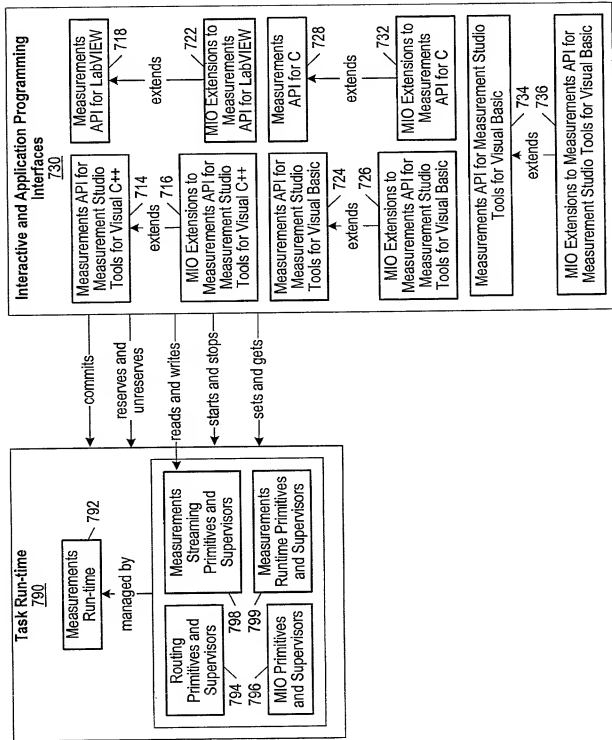 Task Run-time
790
Measurements
Run-time
792
managed by
Routing
Primitives and
Supervisors
794
Measurements
Streaming
Primitives and
Supervisors
798
796
MIO Primitives
and Supervisors
799
Measurements
Runtime Primitives
and Supervisors
commits
reserves and
unreserves
reads and writes
starts and stops
sets and gets
Interactive and Application Programming
Interfaces
730
Measurements API for
Measurement Studio
Tools for Visual C++
714
extends
716
MIO Extensions to
Measurements API for
Measurement Studio
Tools for Visual C++
Measurements
API for LabVIEW
718
extends
722
MIO Extensions to
Measurements
API for LabVIEW
Measurements API for
Measurement Studio
Tools for Visual Basic
724
extends
726
MIO Extensions to
Measurements API for
Measurement Studio
Tools for Visual Basic
Measurements
API for C
728
extends
732
MIO Extensions to
Measurements
API for C
Measurements API for Measurement Studio
Tools for Visual Basic
734
extends
736
MIO Extensions to Measurements API for
Measurement Studio Tools for Visual Basic